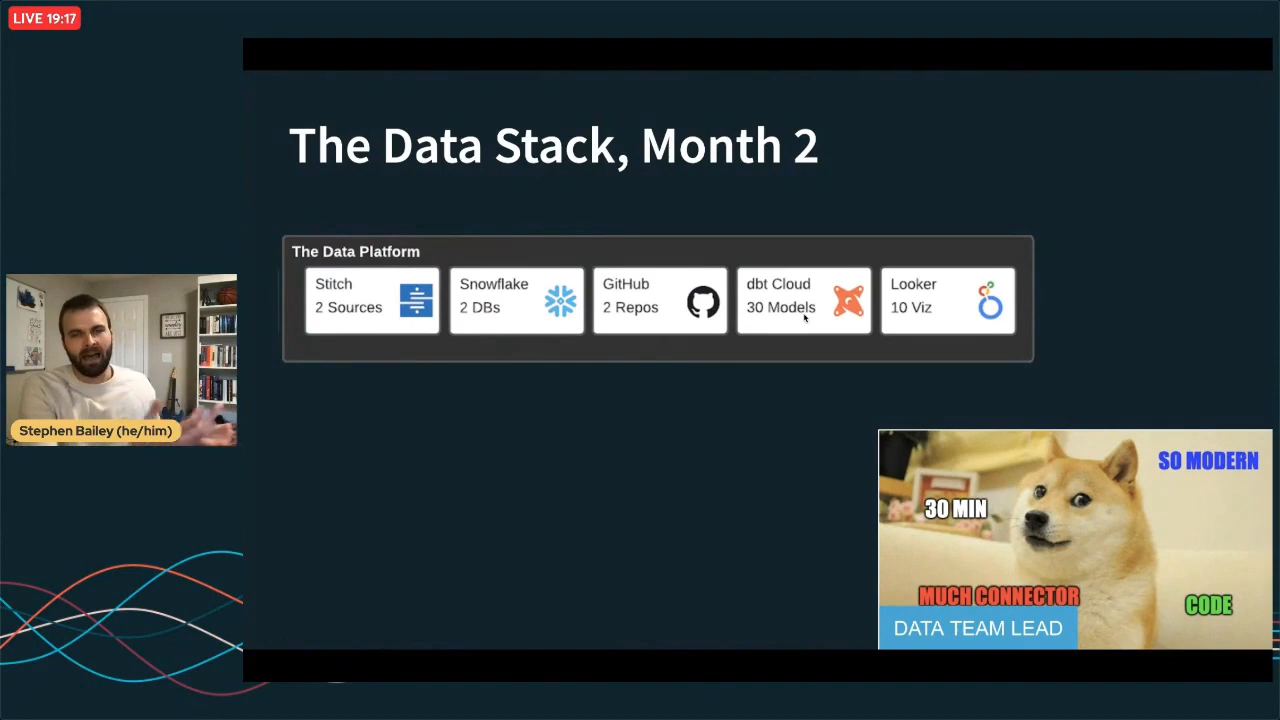 LIVE 19:17
The Data Stack, Month 2
The Data Platform
Stitch
2 Sources
Snowflake
2 DBs
GitHub
2 Repos
dbt Cloud
30 Models
Looker
10 Viz
Stephen Bailey (he/him)
SO MODERN
30 MIN
MUCH CONNECTOR
CODE
DATA TEAM LEAD